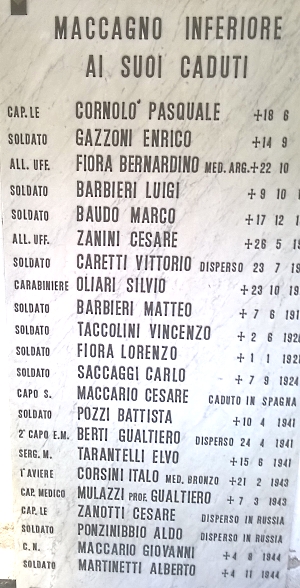 MACCAGNO INFERIORE
AI SUOI CADUTI
CAP. LE CORNOLO' PASQUALE +18 6
SOLDATO GAZZONI ENRICO +14 9
ALL. UFF. FIORA BERNARDINO MED. ARG. +22 10
SOLDATO BARBIERI LUIGI + 9 10
SOLDATO BAUDO MARCO +17 12
ALL. UFF. ZANINI CESARE +26 5
SOLDATO CARETTI VITTORIO DISPERSO 23 7
CARABINIERE OLIARI SILVIO +23 10
SOLDATO BARBIERI MATTEO + 7 6
SOLDATO TACCOLINI VINCENZO + 2 6
SOLDATO FIORA LORENZO + 1 1
SOLDATO SACCAGGI CARLO + 7 9 1924
CAPO S. MACCARIO CESARE CADUTO IN SPAGNA
SOLDATO POZZI BATTISTA +10 4 1941
2° CAPO E.M. BERTI GUALTIERO DISPERSO 24 4 1941
SERG. M. TARANTELLI ELVO +15 6 1941
1° AVIERE CORSINI ITALO MED. BRONZO +21 2 1943
CAP. MEDICO MULAZZI PROF. GUALTIERO + 7 3 1943
CAP. LE ZANOTTI CESARE DISPERSO IN RUSSIA
SOLDATO PONZINIBBIO ALDO DISPERSO IN RUSSIA
C. N. MACCARIO GIOVANNI + 4 8 1944
SOLDATO MARTINETTI ALBERTO + 4 11 1944